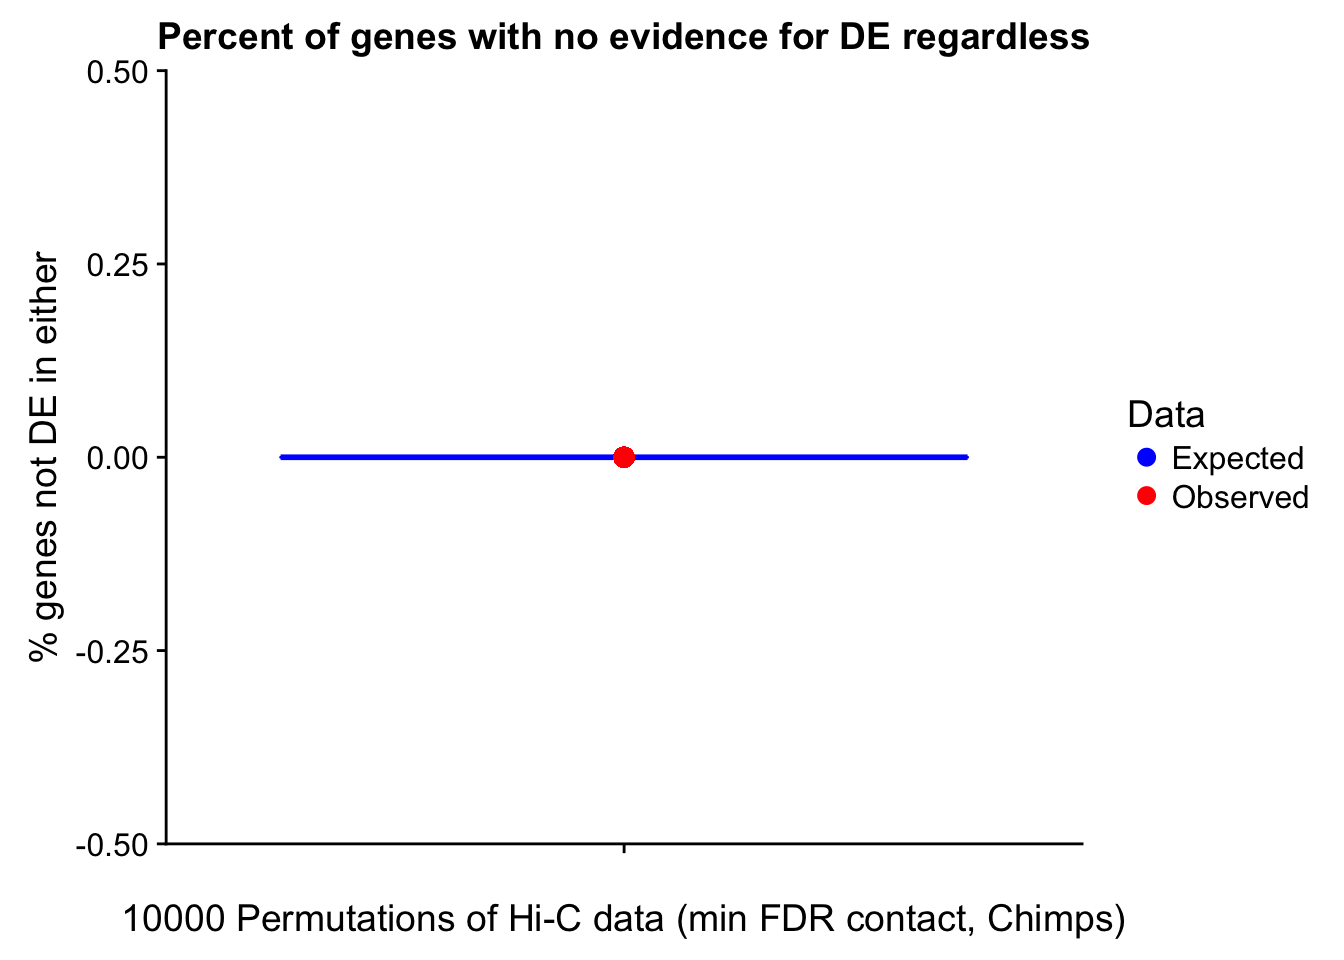 Percent of genes with no evidence for DE regardless
0.50
0.25
0.00
-0.25
-0.50
% genes not DE in either
10000 Permutations of Hi-C data (min FDR contact, Chimps)
Data
Expected
Observed